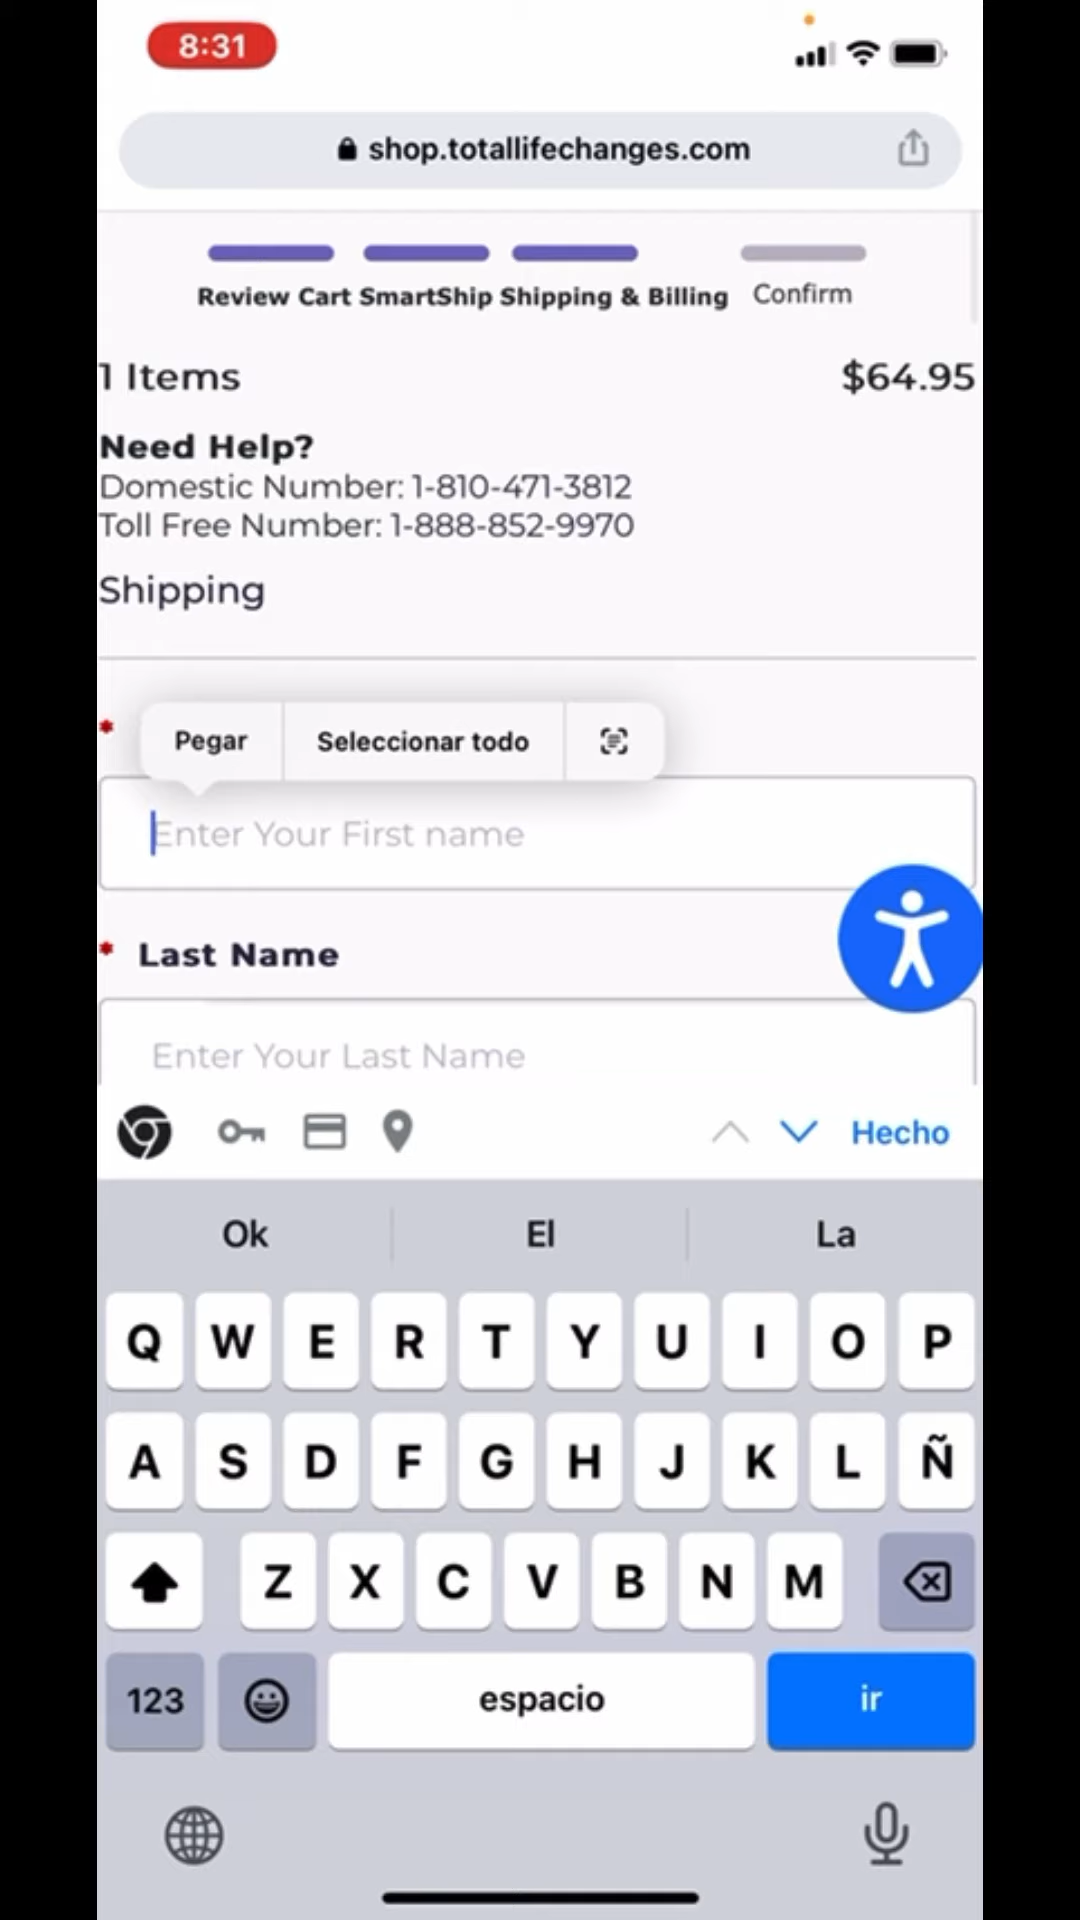 8:31
shop.totallifechanges.com
Review Cart SmartShip Shipping & Billing Confirm
1 Items $64.95
Need Help?
Domestic Number: 1-810-471-3812
Toll Free Number: 1-888-852-9970
Shipping
* Pegar Seleccionar todo
Enter Your First name
* Last Name
Enter Your Last Name
Hecho
Ok El La
Q W E R T Y U I O P
A S D F G H J K L Ñ
Z X C V B N M
123 espacio ir